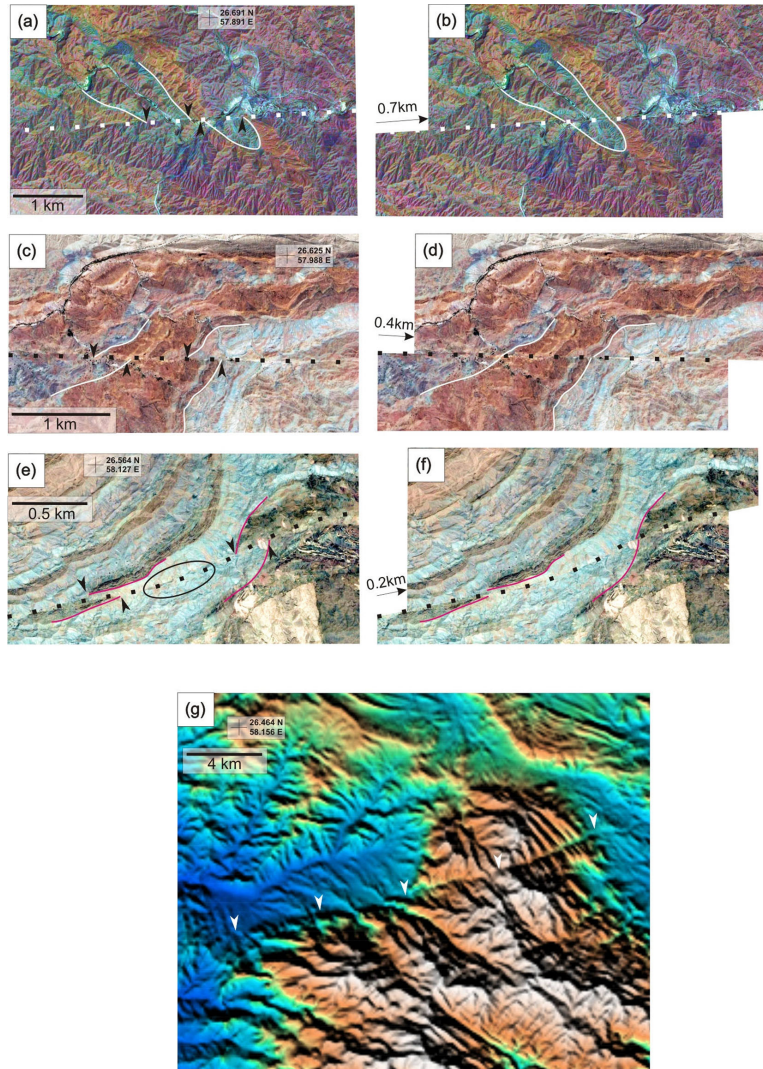 (a)
26.691 N
57.891 E
1 km
(b)
0.7km
(c)
26.625 N
57.988 E
1 km
(d)
0.4km
(e)
26.564 N
58.127 E
0.5 km
(f)
0.2km
(g)
26.464 N
58.156 E
4 km